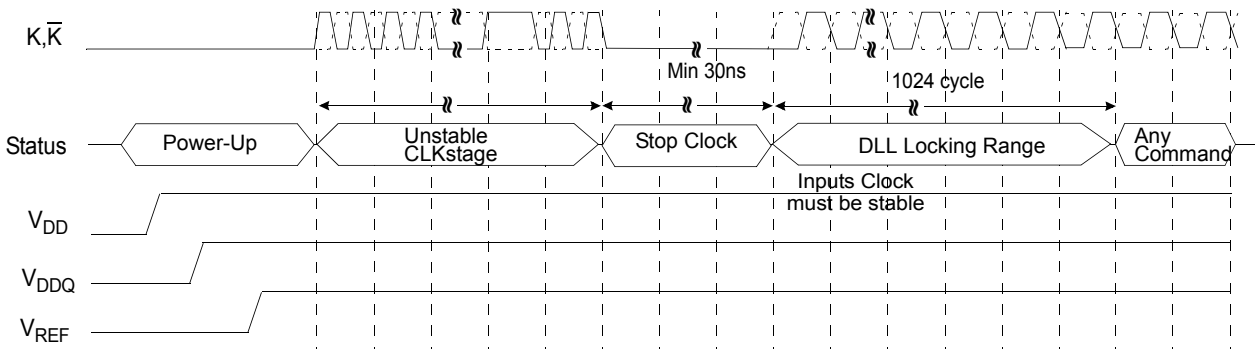 K,K̅
Min 30ns
1024 cycle
Status
Power-Up
Unstable
CLKstage
Stop Clock
DLL Locking Range
Any
Command
Inputs Clock
must be stable
VDD
VDDQ
VREF